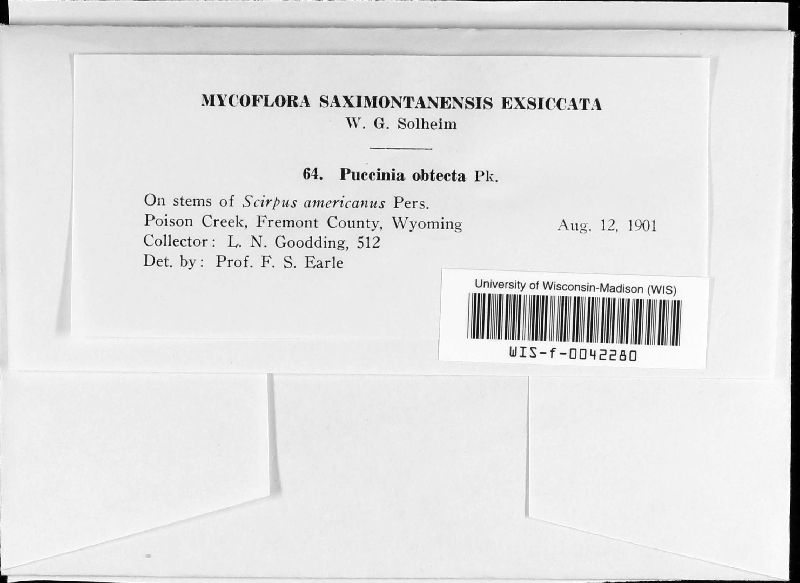 MYCOFLORA SAXIMONTANENSIS EXSICCATA
W. G. Solheim
64. Puccinia obtecta Pk.
On stems of Scirpus americanus Pers.
Poison Creek, Fremont County, Wyoming Aug. 12, 1901
Collector: L. N. Goodding, 512
Det. by: Prof. F. S. Earle
University of Wisconsin-Madison (WIS)
WIS-f-0042280